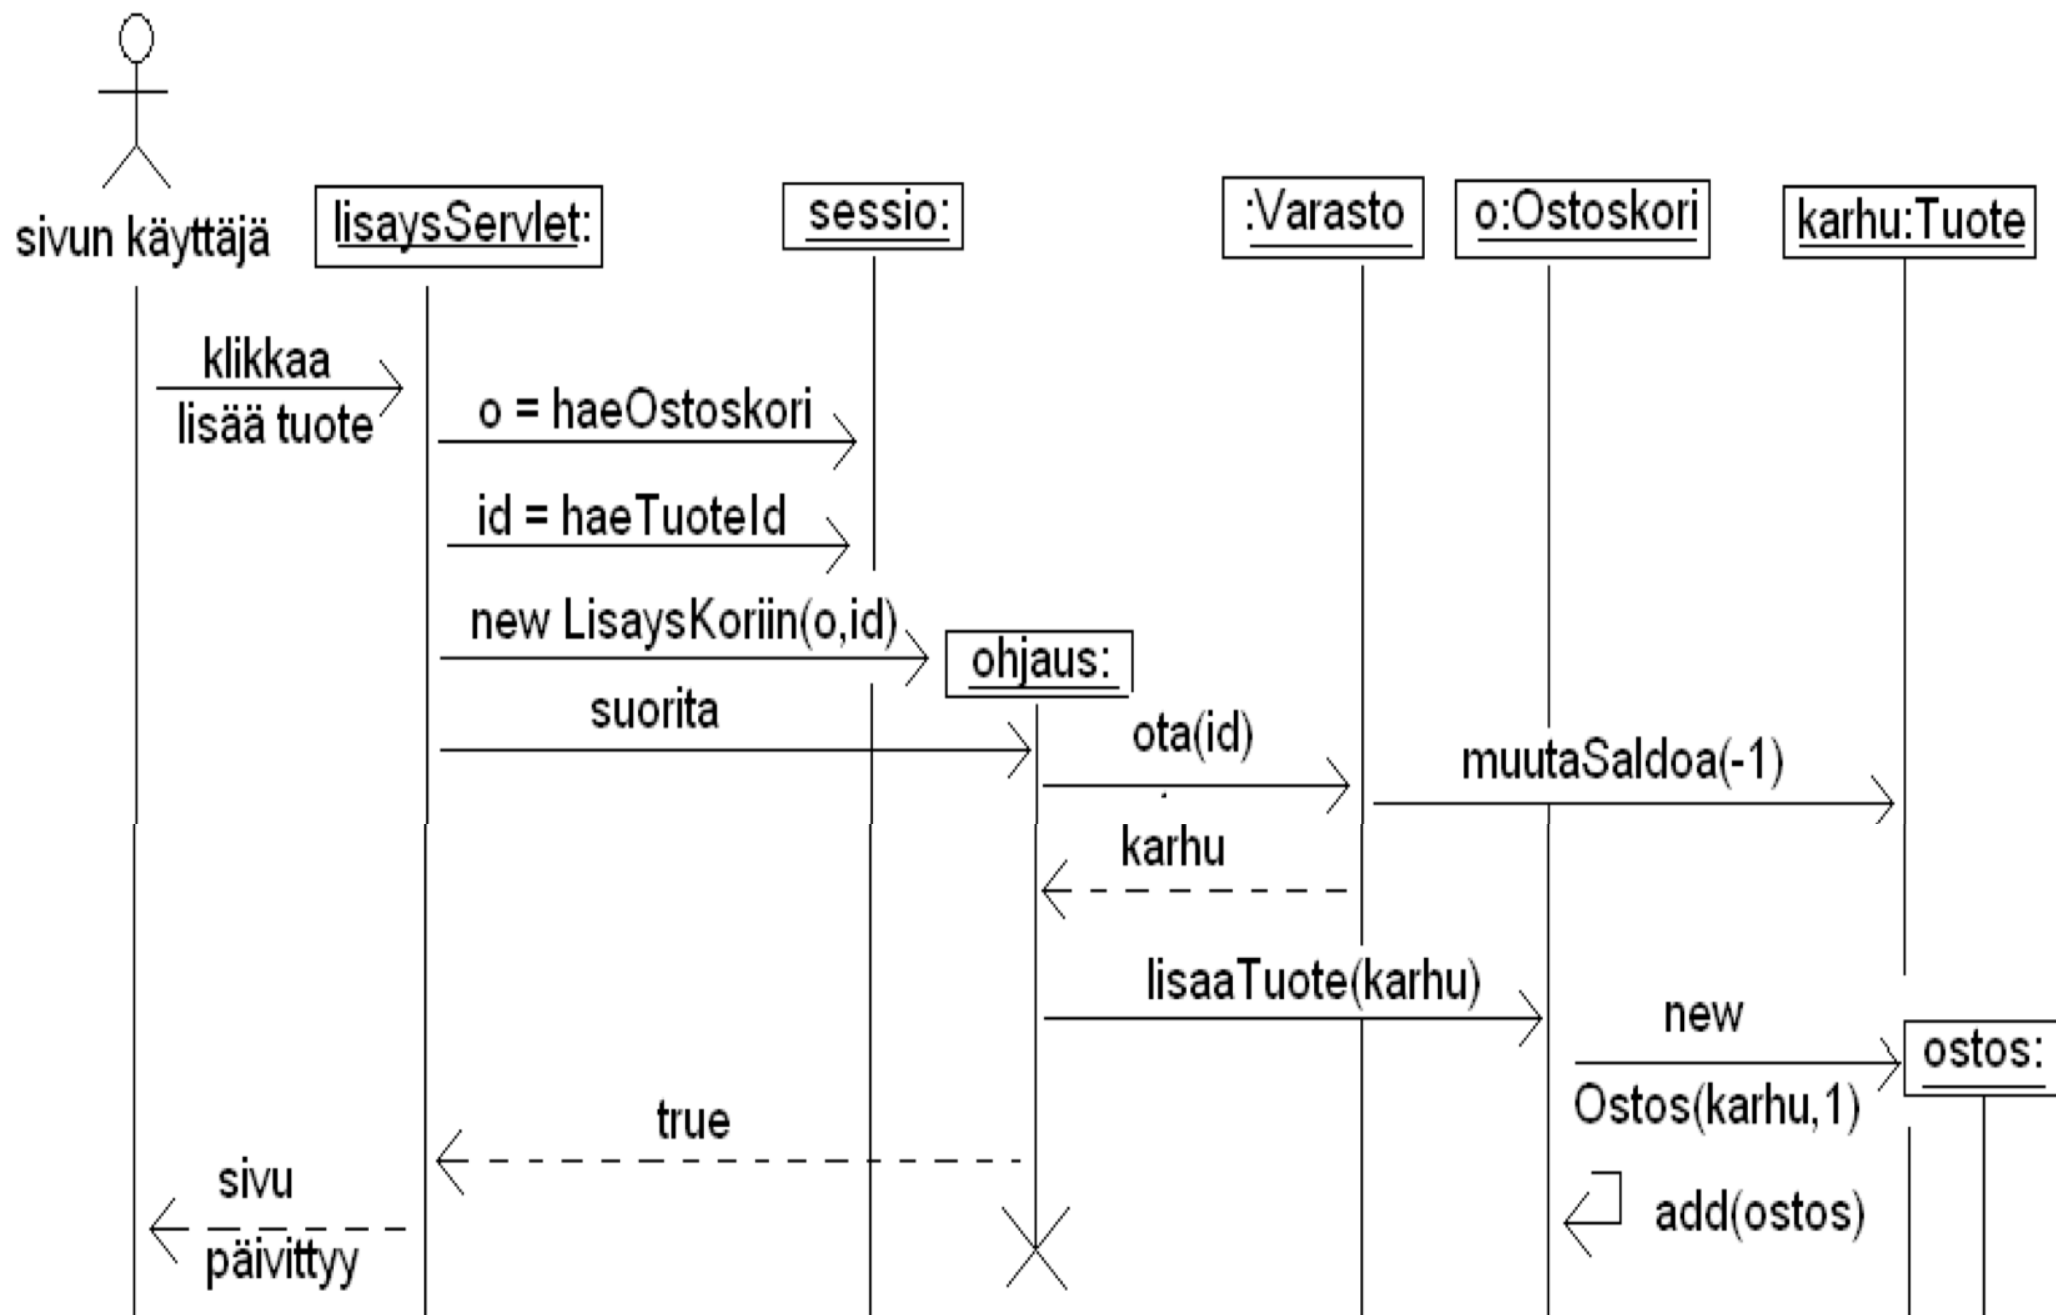 sivun käyttäjä
lisaysServlet:
sessio:
:Varasto
o:Ostoskori
karhu:Tuote
klikkaa
lisää tuote
o = haeOstoskori
id = haeTuoteId
new LisaysKoriin(o,id)
ohjaus:
suorita
ota(id)
muutaSaldoa(-1)
karhu
lisaaTuote(karhu)
new
Ostos(karhu,1)
ostos:
true
add(ostos)
sivu
päivittyy